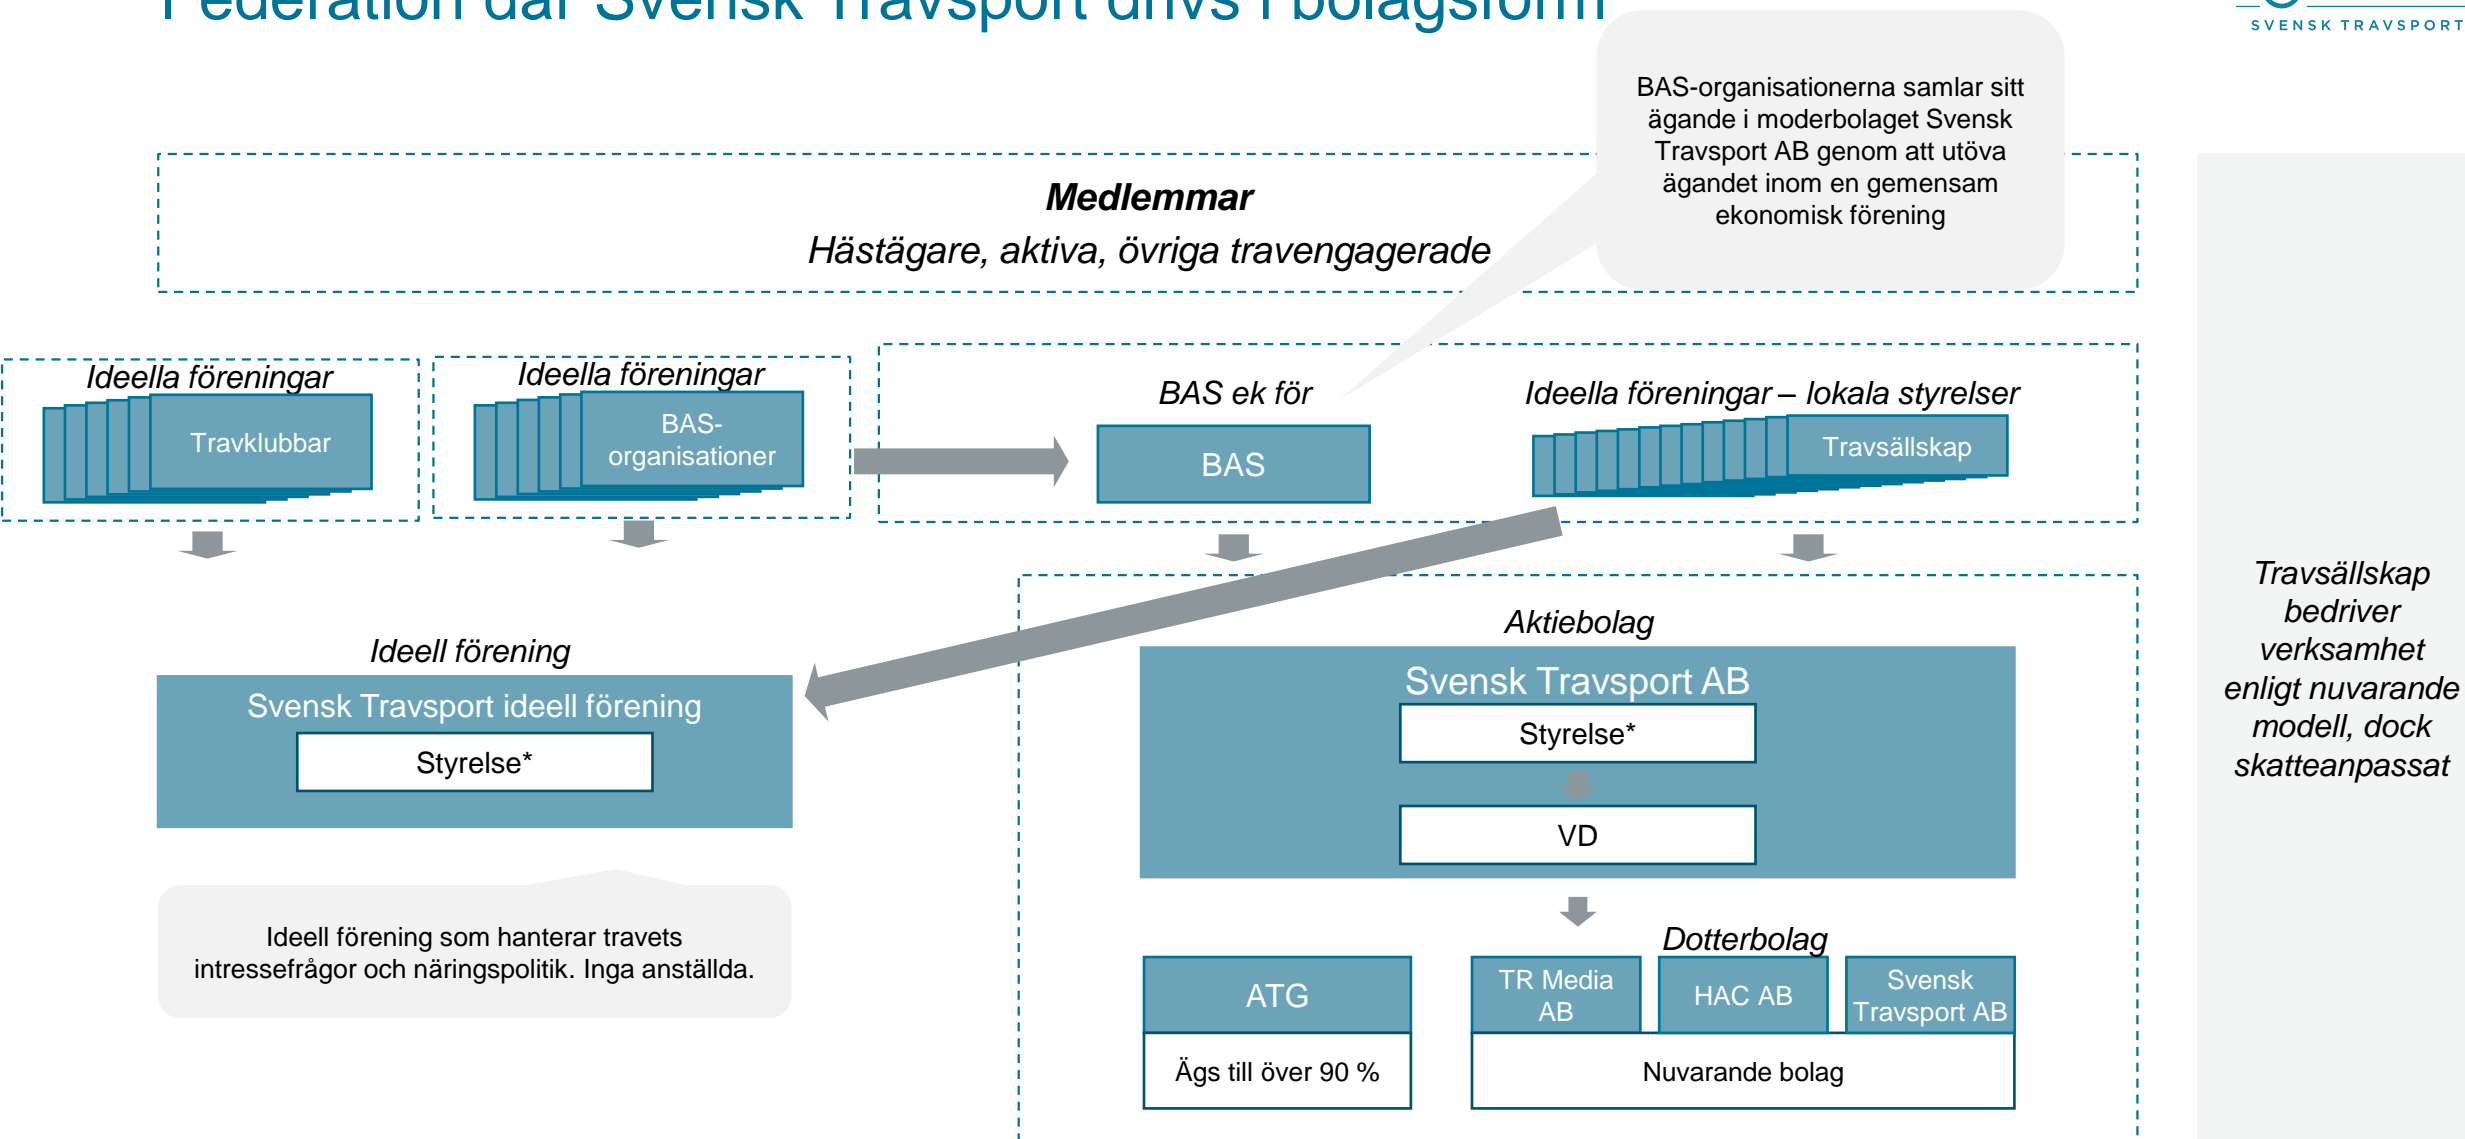 Federation där Svensk Travsport drivs i bolagsform
SVENSK TRAVSPORT
BAS-organisationerna samlar sitt
ägande i moderbolaget Svensk
Travsport AB genom att utöva
ägandet inom en gemensam
ekonomisk förening
Medlemmar
Hästägare, aktiva, övriga travengagerade
Ideella föreningar
Travklubbar
Ideella föreningar
BAS-
organisationer
BAS ek för
BAS
Ideella föreningar – lokala styrelser
Travsällskap
Travsällskap
bedriver
verksamhet
enligt nuvarande
modell, dock
skatteanpassat
Ideell förening
Svensk Travsport ideell förening
Styrelse*
Ideell förening som hanterar travets
intressefrågor och näringspolitik. Inga anställda.
Aktiebolag
Svensk Travsport AB
Styrelse*
VD
Dotterbolag
ATG
Ägs till över 90 %
TR Media
AB
HAC AB
Svensk
Travsport AB
Nuvarande bolag